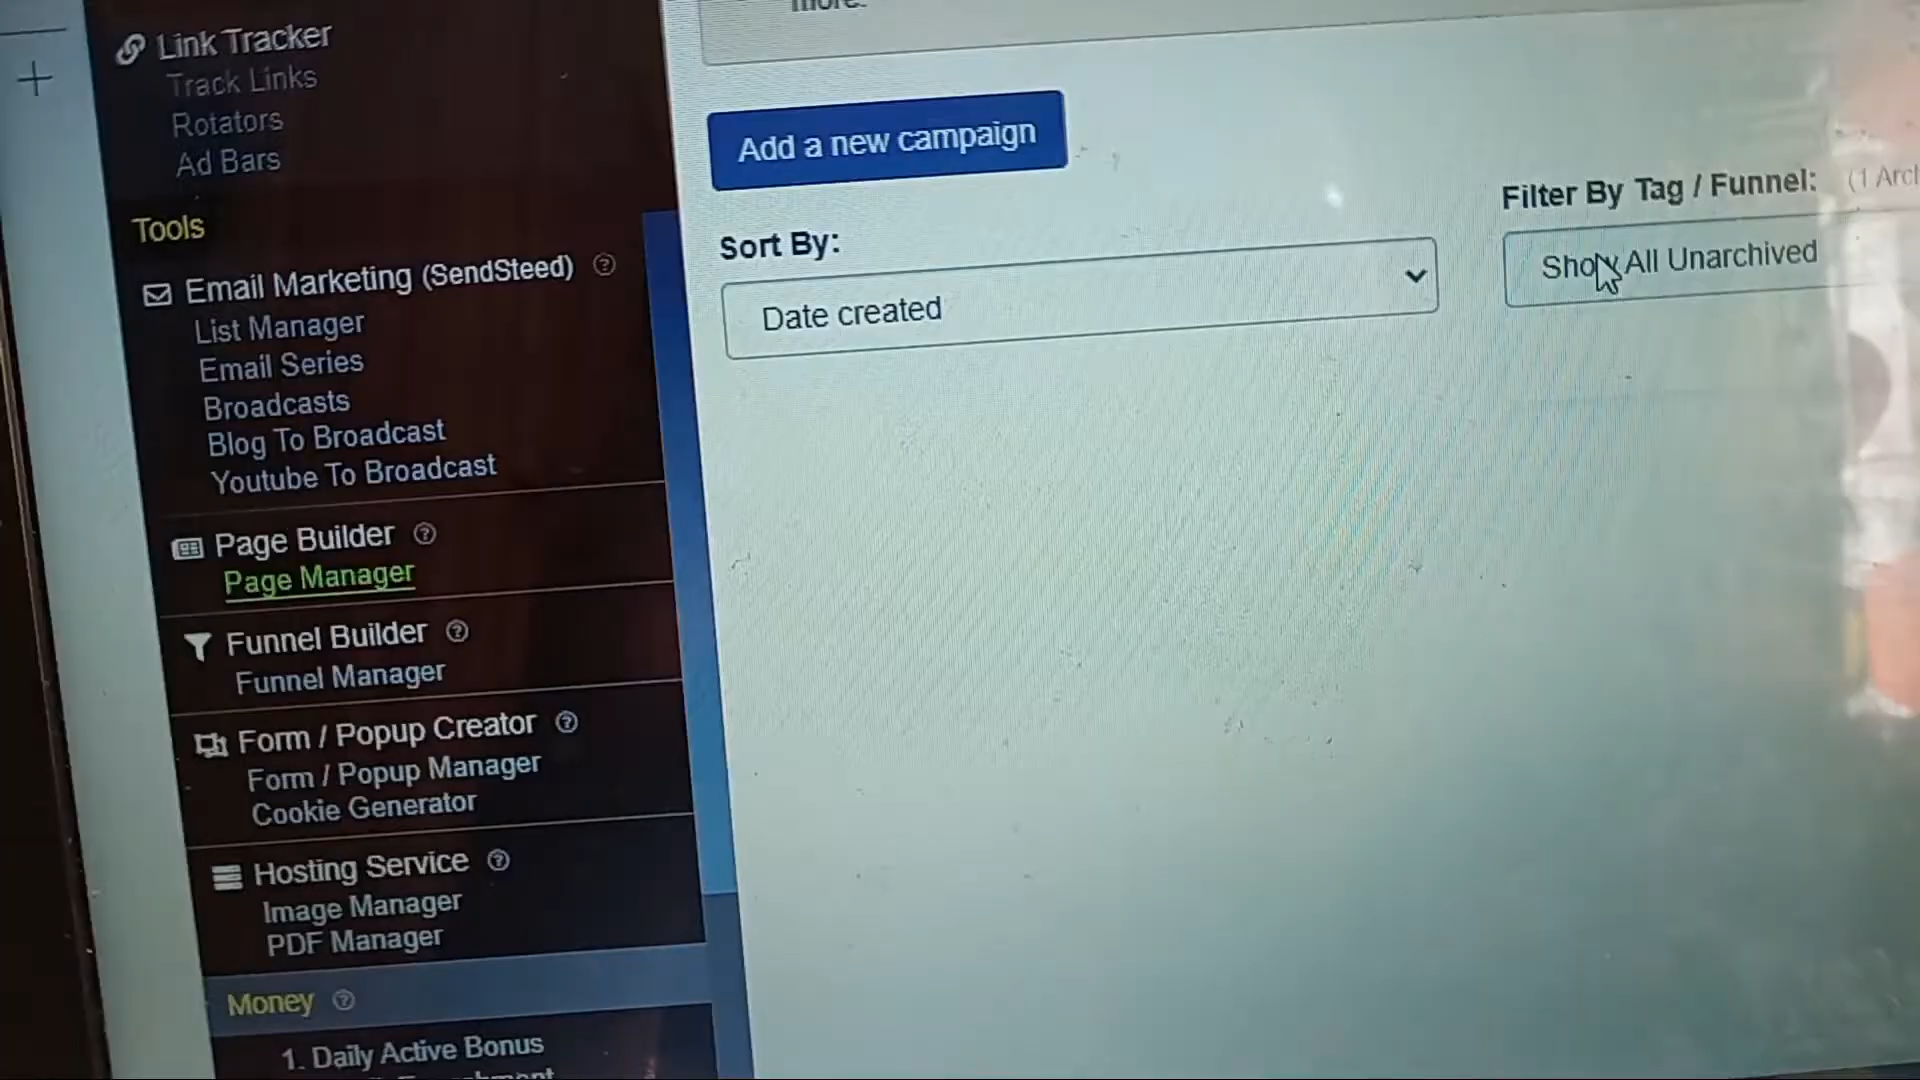 Link Tracker
Track Links
Rotators
Ad Bars
Tools
Email Marketing (SendSteed)
List Manager
Email Series
Broadcasts
Blog To Broadcast
Youtube To Broadcast
Page Builder
Page Manager
Funnel Builder
Funnel Manager
Form / Popup Creator
Form / Popup Manager
Cookie Generator
Hosting Service
Image Manager
PDF Manager
Money
1. Daily Active Bonus
more.
Add a new campaign
Sort By:
Date created
Filter By Tag / Funnel: (1 Arch
Show All Unarchived